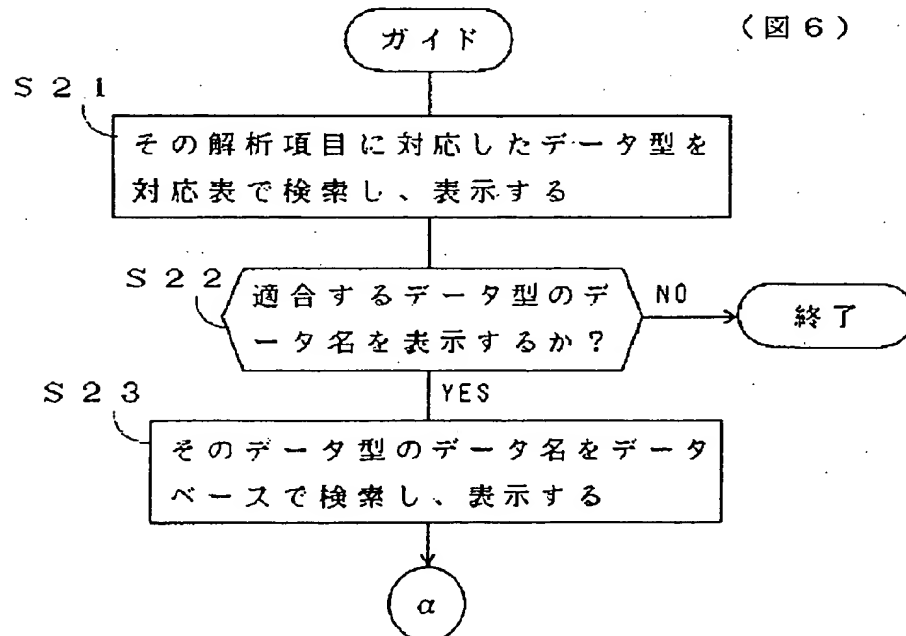 (図6)
ガイド
S21
その解析項目に対応したデータ型を
対応表で検索し、表示する
S22
適合するデータ型のデ
ータ名を表示するか?
NO
終了
YES
S23
そのデータ型のデータ名をデータ
ベースで検索し、表示する
α